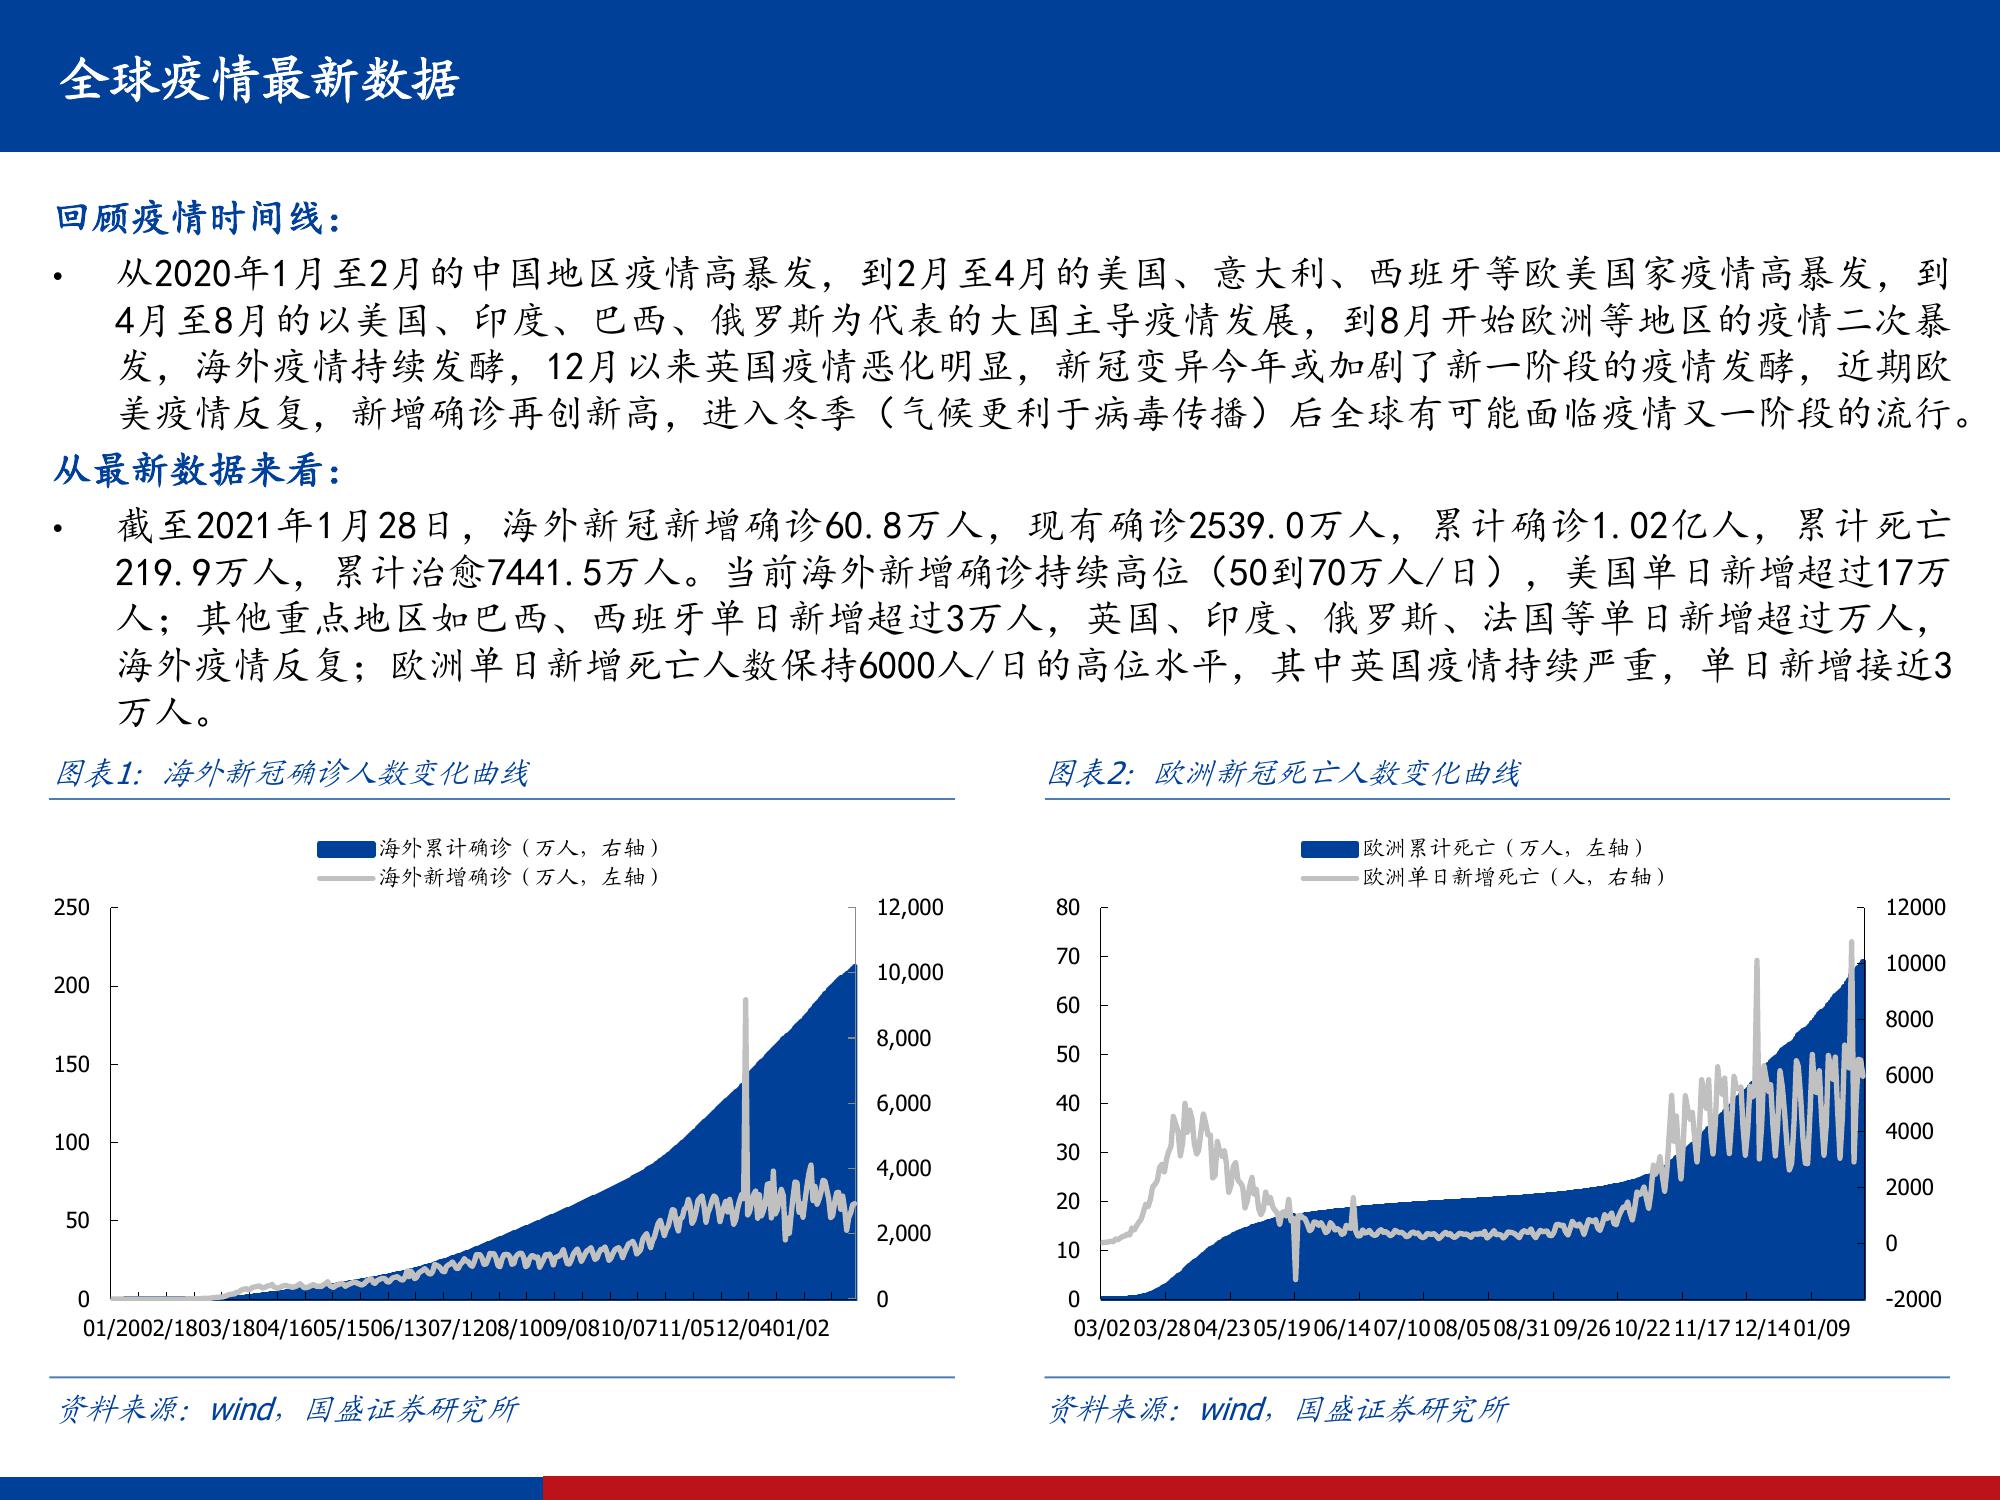 全球疫情最新数据
回顾疫情时间线：
• 从2020年1月至2月的中国地区疫情高暴发，到2月至4月的美国、意大利、西班牙等欧美国家疫情高暴发，到
4月至8月的以美国、印度、巴西、俄罗斯为代表的大国主导疫情发展，到8月开始欧洲等地区的疫情二次暴
发，海外疫情持续发酵，12月以来英国疫情恶化明显，新冠变异今年或加剧了新一阶段的疫情发酵，近期欧
美疫情反复，新增确诊再创新高，进入冬季（气候更利于病毒传播）后全球有可能面临疫情又一阶段的流行。
从最新数据来看：
• 截至2021年1月28日，海外新冠新增确诊60.8万人，现有确诊2539.0万人，累计确诊1.02亿人，累计死亡
219.9万人，累计治愈7441.5万人。当前海外新增确诊持续高位（50到70万人/日），美国单日新增超过17万
人；其他重点地区如巴西、西班牙单日新增超过3万人，英国、印度、俄罗斯、法国等单日新增超过万人，
海外疫情反复；欧洲单日新增死亡人数保持6000人/日的高位水平，其中英国疫情持续严重，单日新增接近3
万人。
图表1：海外新冠确诊人数变化曲线
海外累计确诊（万人，右轴）
海外新增确诊（万人，左轴）
250
200
150
100
50
0
12,000
10,000
8,000
6,000
4,000
2,000
0
01/2002/1803/1804/1605/1506/1307/1208/1009/0810/0711/0512/0401/02
资料来源：wind，国盛证券研究所
图表2：欧洲新冠死亡人数变化曲线
欧洲累计死亡（万人，左轴）
欧洲单日新增死亡（人，右轴）
80
70
60
50
40
30
20
10
0
12000
10000
8000
6000
4000
2000
0
-2000
03/02 03/28 04/23 05/19 06/14 07/10 08/05 08/31 09/26 10/22 11/17 12/14 01/09
资料来源：wind，国盛证券研究所